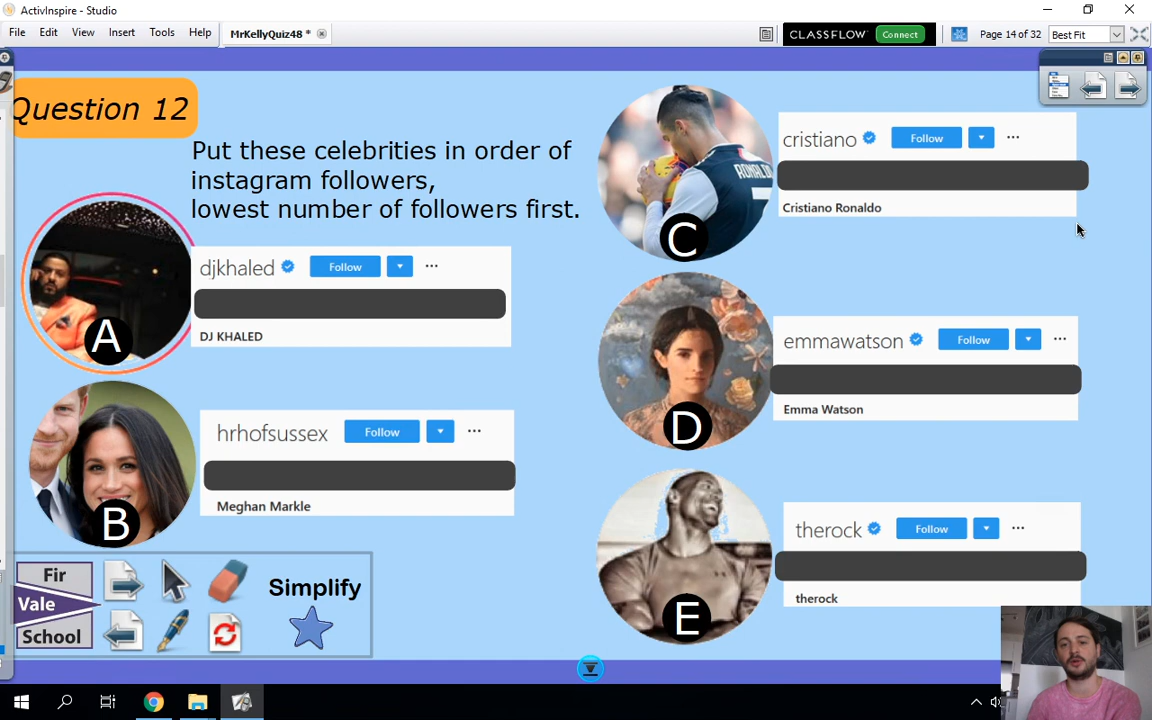 ActivInspire - Studio
File Edit View Insert Tools Help MrKellyQuiz48 *
CLASSFLOW Connect
Page 14 of 32
Best Fit
Question 12
Put these celebrities in order of
instagram followers,
lowest number of followers first.
djkhaled Follow ...
DJ KHALED
A
hrhofsussex Follow ...
Meghan Markle
B
cristiano Follow ...
Cristiano Ronaldo
RONALDO
7
C
emmawatson Follow ...
Emma Watson
D
therock Follow ...
therock
E
Fir
Vale
School
Simplify